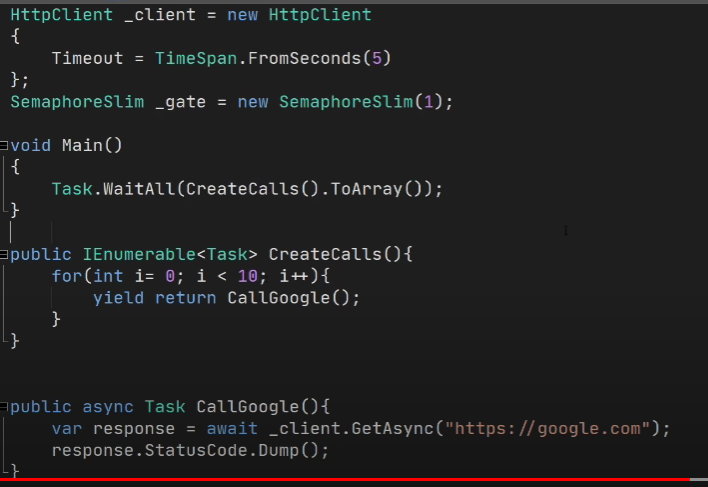 HttpClient _client = new HttpClient
{
    Timeout = TimeSpan.FromSeconds(5)
};
SemaphoreSlim _gate = new SemaphoreSlim(1);
void Main()
{
    Task.WaitAll(CreateCalls().ToArray());
}
public IEnumerable<Task> CreateCalls(){
    for(int i= 0; i < 10; i++){
        yield return CallGoogle();
    }
}
public async Task CallGoogle(){
    var response = await _client.GetAsync("https://google.com");
    response.StatusCode.Dump();
}